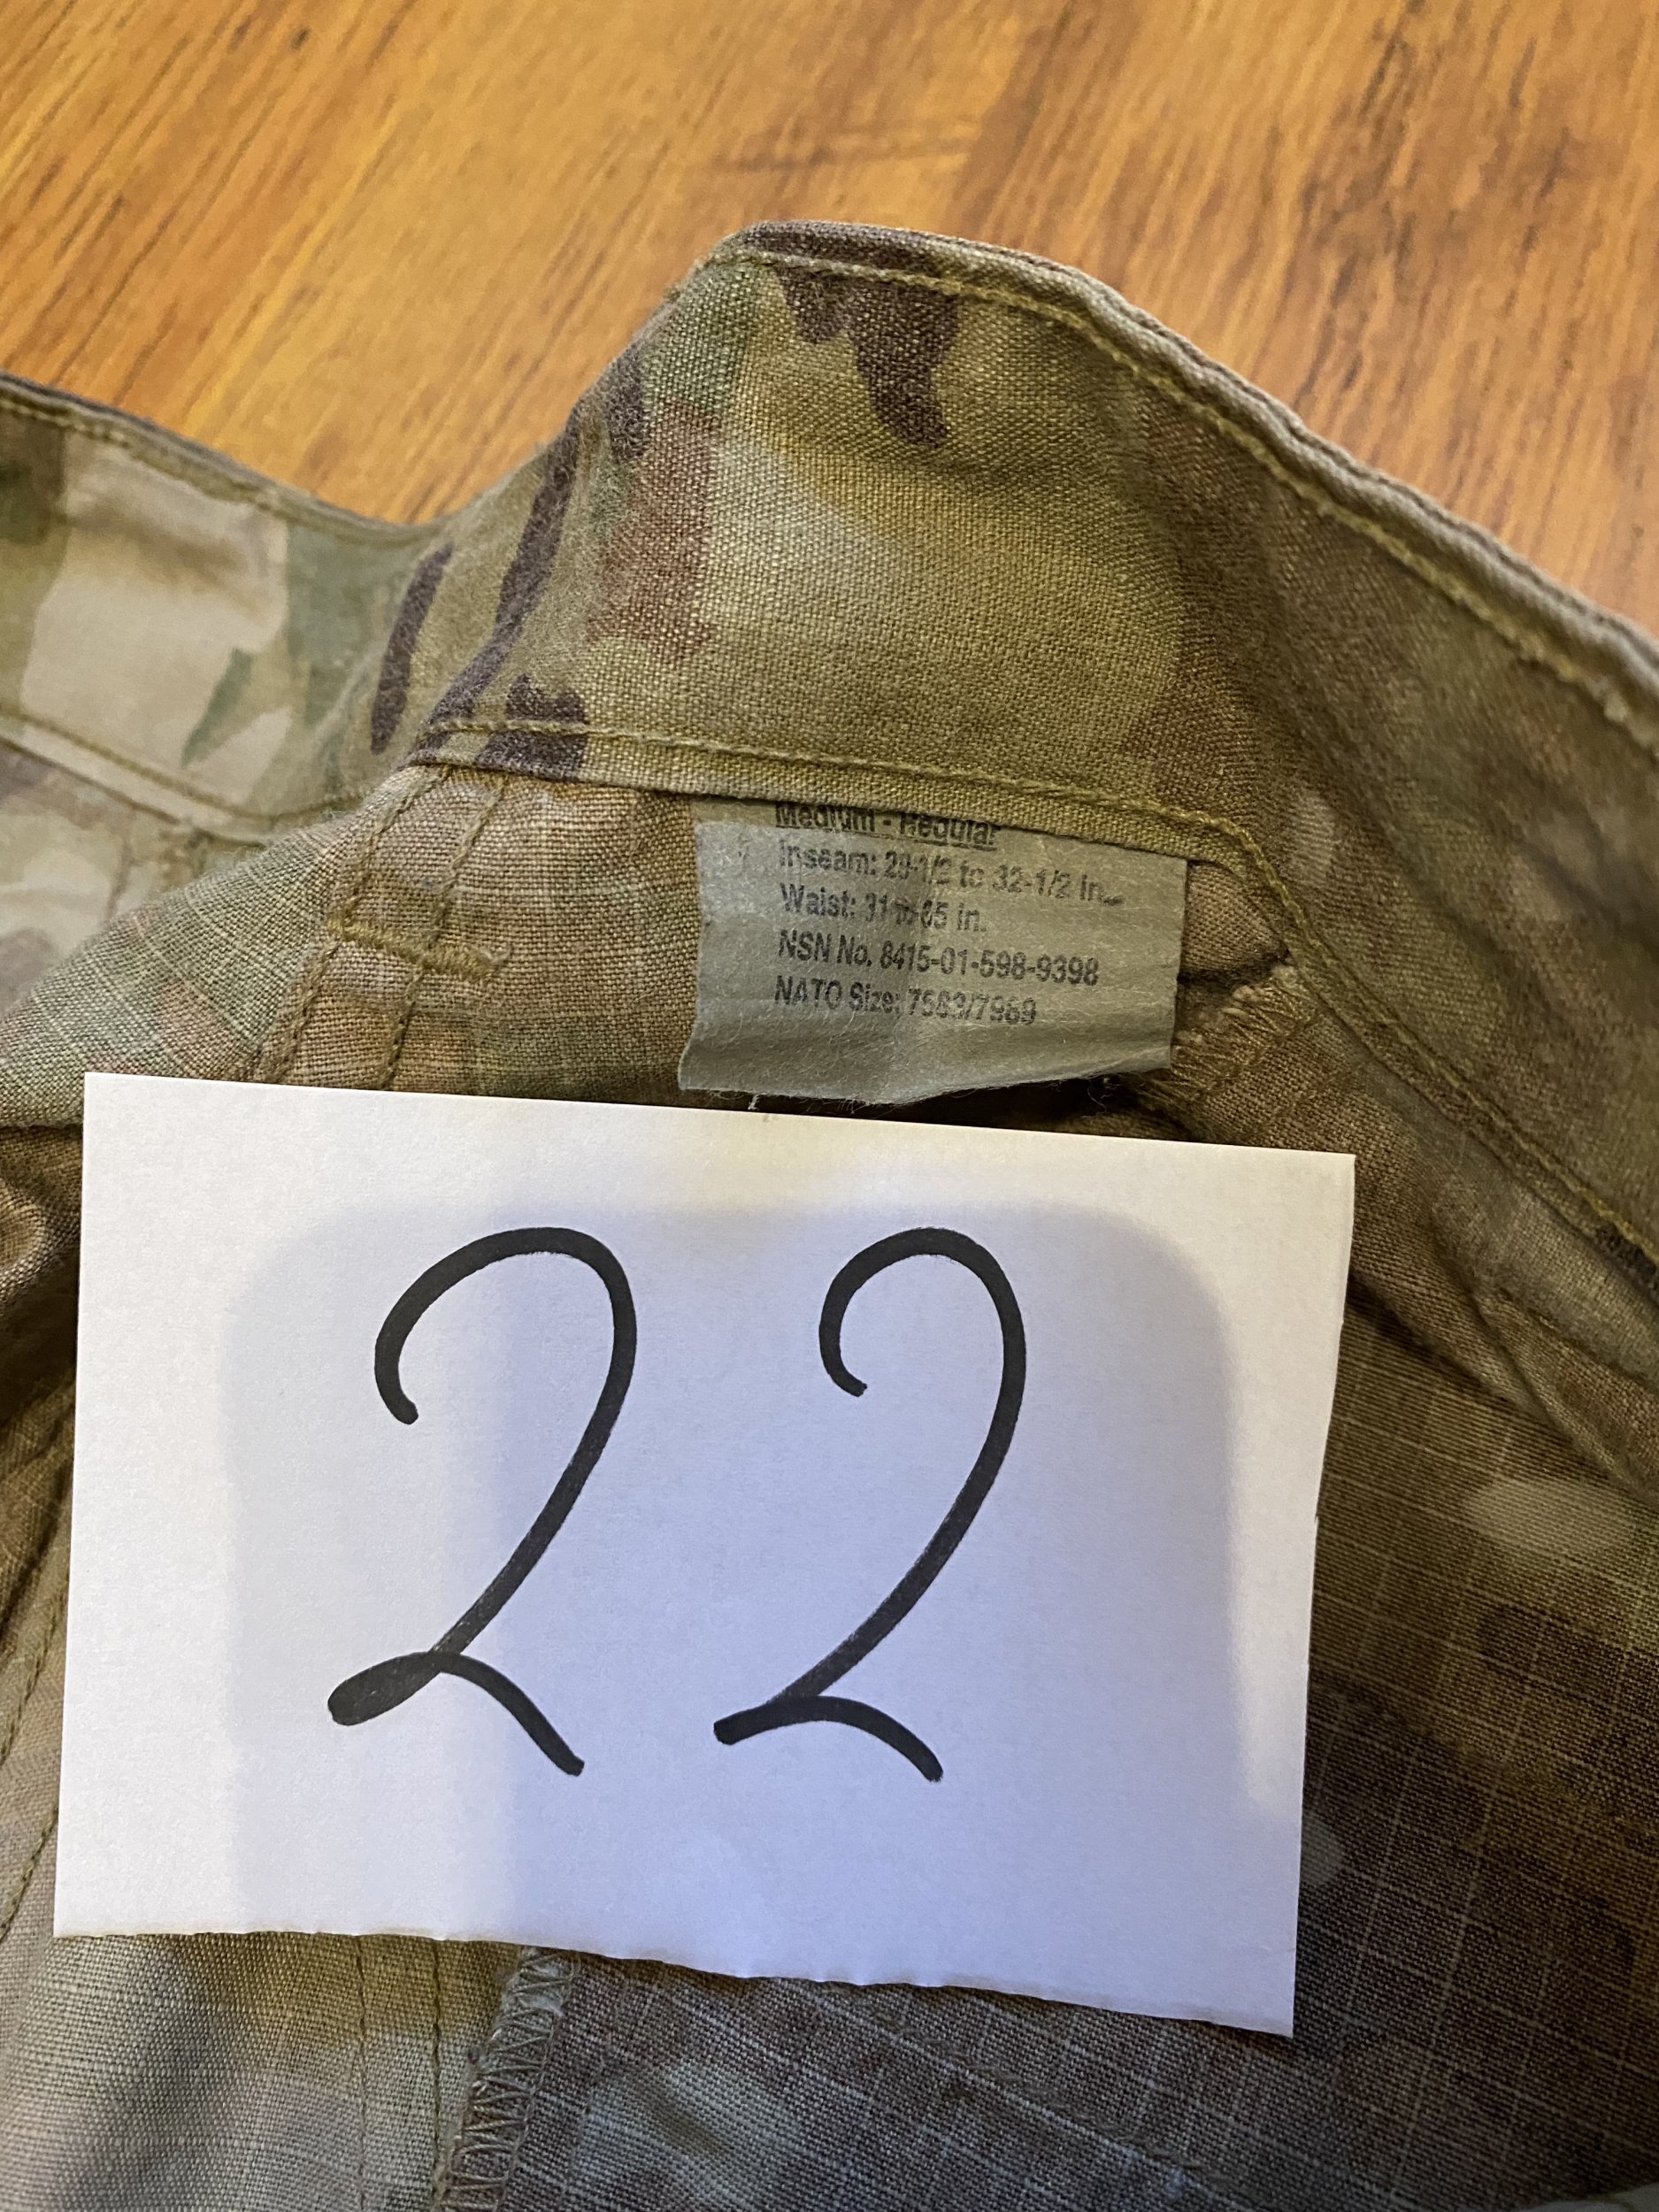 Medium - Regular
Inseam: 29-1/2 to 32-1/2 in.
Waist: 31 to 35 in.
NSN No. 8415-01-598-9398
NATO Size: 7583/7989
22